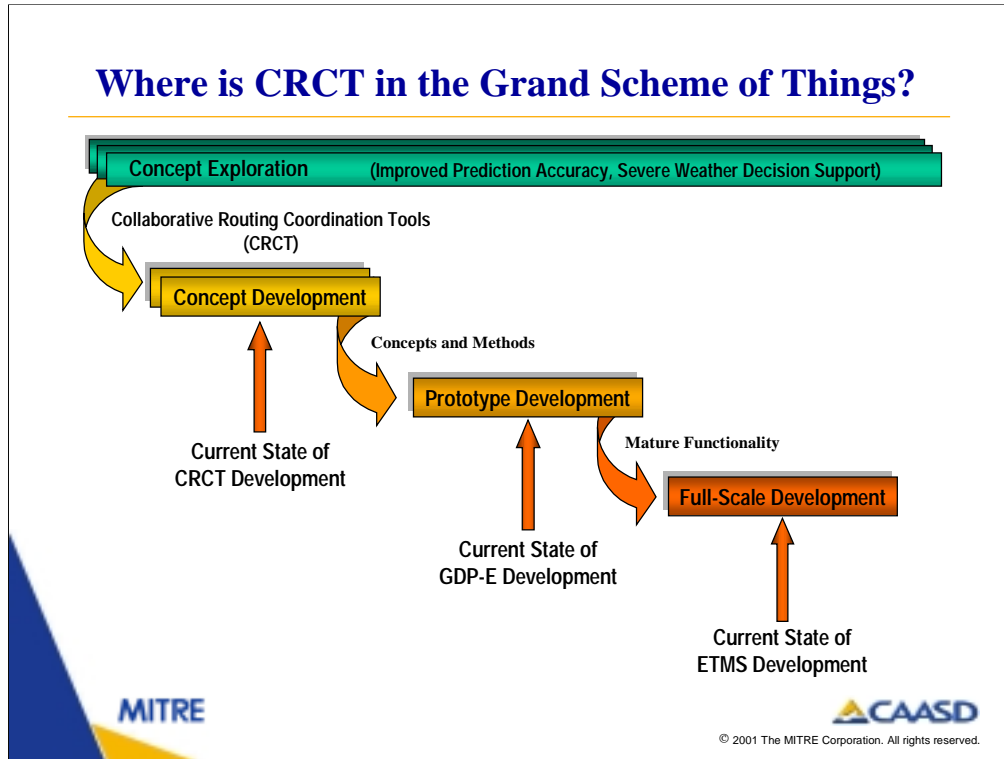 Where is CRCT in the Grand Scheme of Things?
Concept Exploration (Improved Prediction Accuracy, Severe Weather Decision Support)
Collaborative Routing Coordination Tools
(CRCT)
Concept Development
Concepts and Methods
Prototype Development
Current State of
CRCT Development
Mature Functionality
Full-Scale Development
Current State of
GDP-E Development
Current State of
ETMS Development
MITRE
CAASD
© 2001 The MITRE Corporation. All rights reserved.